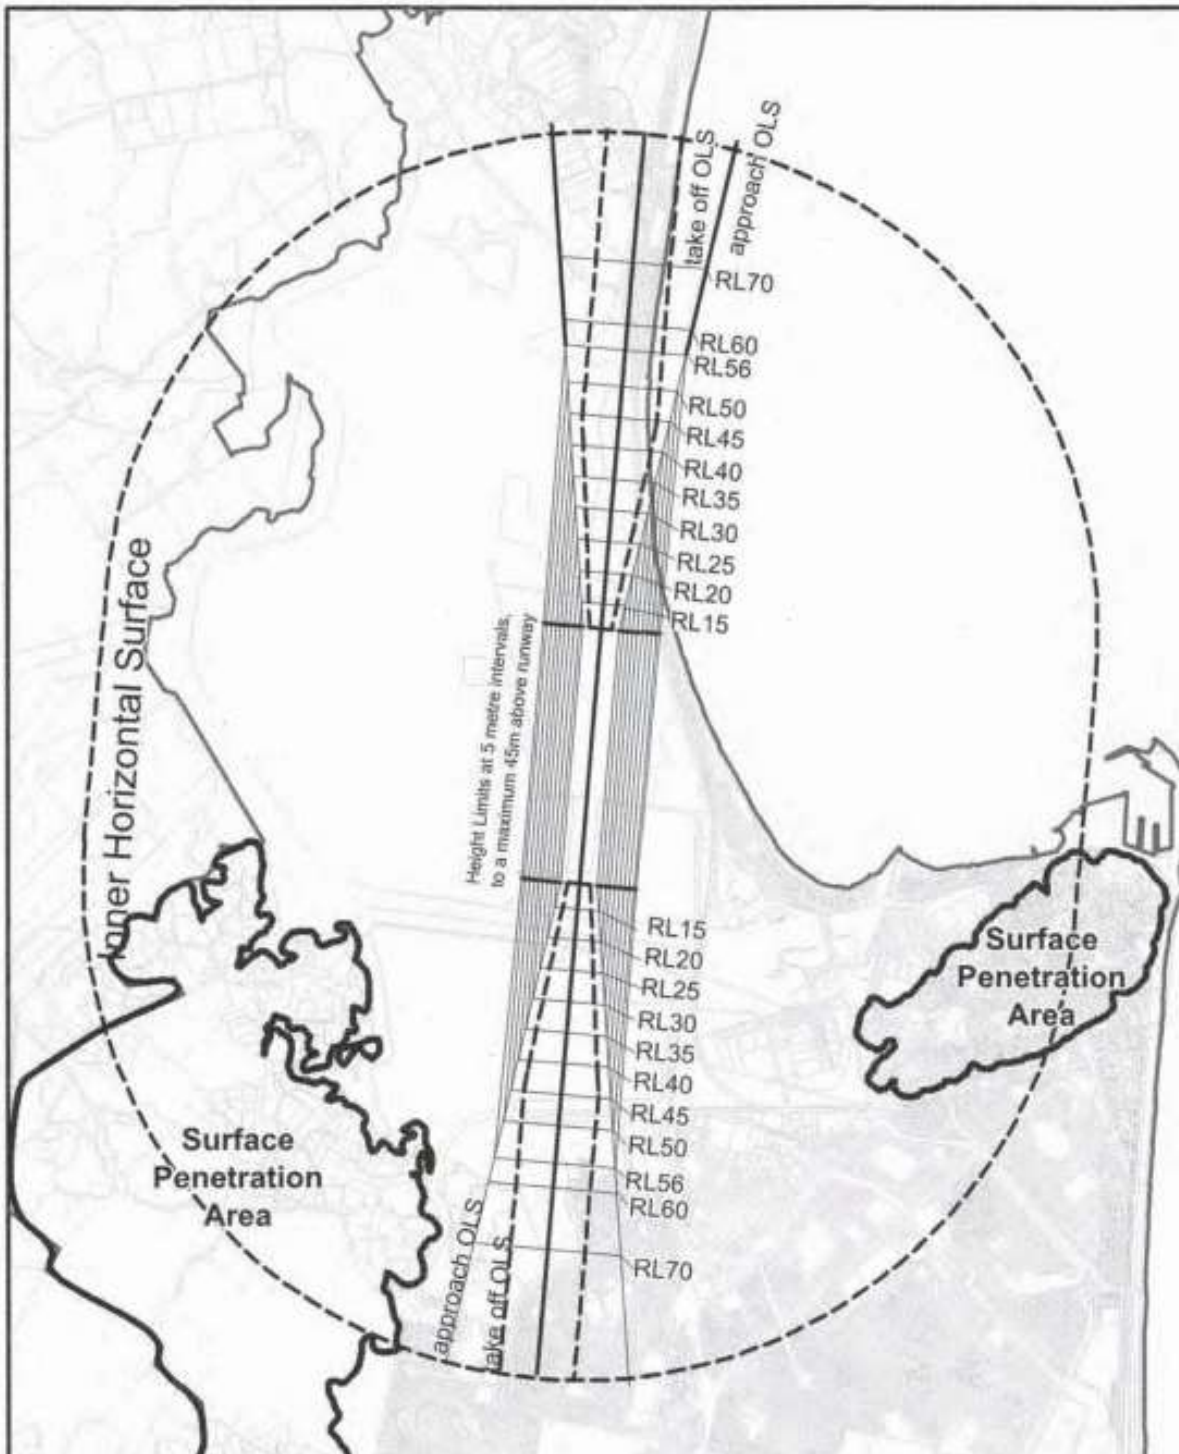 take off OLS
approach OLS
RL70
RL60
RL56
RL50
RL45
RL40
RL35
RL30
RL25
RL20
RL15
Inner Horizontal Surface
Height Limits at 5 metre intervals,
to a maximum 45m above runway
RL15
RL20
RL25
RL30
RL35
RL40
RL45
RL50
RL56
RL60
RL70
Surface
Penetration
Area
Surface
Penetration
Area
approach OLS
take off OLS